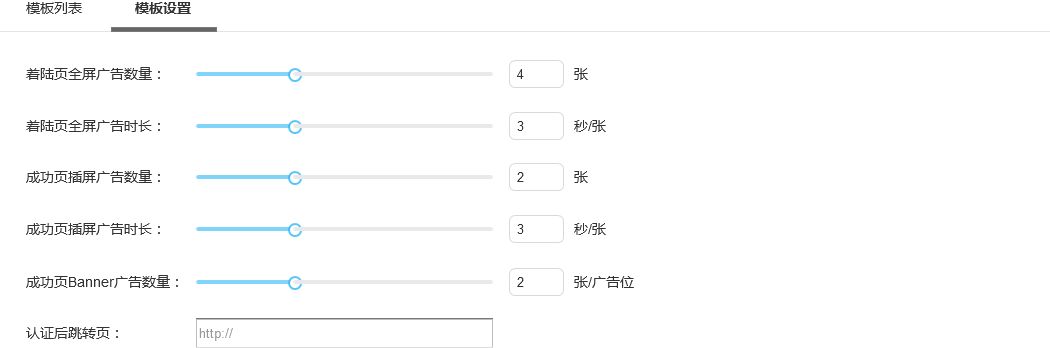 模板列表 模板设置
着陆页全屏广告数量： 4 张
着陆页全屏广告时长： 3 秒/张
成功页插屏广告数量： 2 张
成功页插屏广告时长： 3 秒/张
成功页Banner广告数量： 2 张/广告位
认证后跳转页： http://